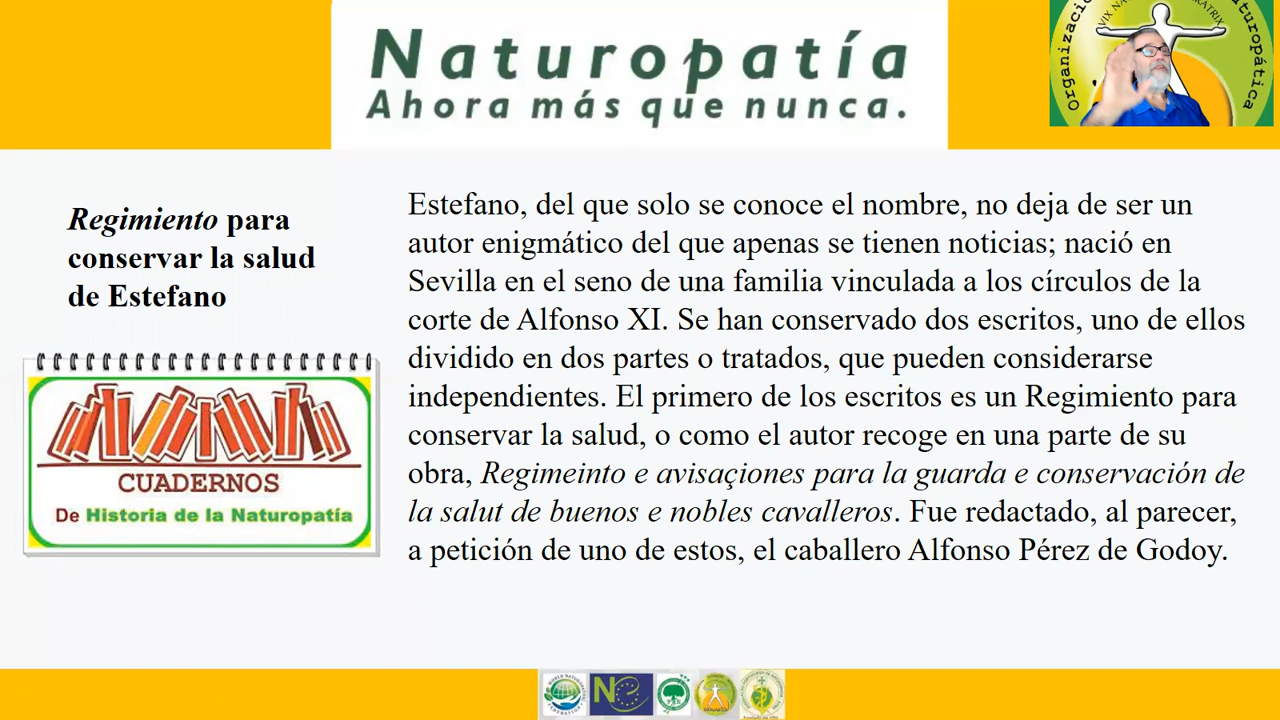 Naturopatía
Ahora más que nunca.
Organizació
VIX NA
RATRIX
turopática
Regimiento para
conservar la salud
de Estefano
CUADERNOS
De Historia de la Naturopatía
Estefano, del que solo se conoce el nombre, no deja de ser un
autor enigmático del que apenas se tienen noticias; nació en
Sevilla en el seno de una familia vinculada a los círculos de la
corte de Alfonso XI. Se han conservado dos escritos, uno de ellos
dividido en dos partes o tratados, que pueden considerarse
independientes. El primero de los escritos es un Regimiento para
conservar la salud, o como el autor recoge en una parte de su
obra, Regimeinto e avisaçiones para la guarda e conservación de
la salut de buenos e nobles cavalleros. Fue redactado, al parecer,
a petición de uno de estos, el caballero Alfonso Pérez de Godoy.